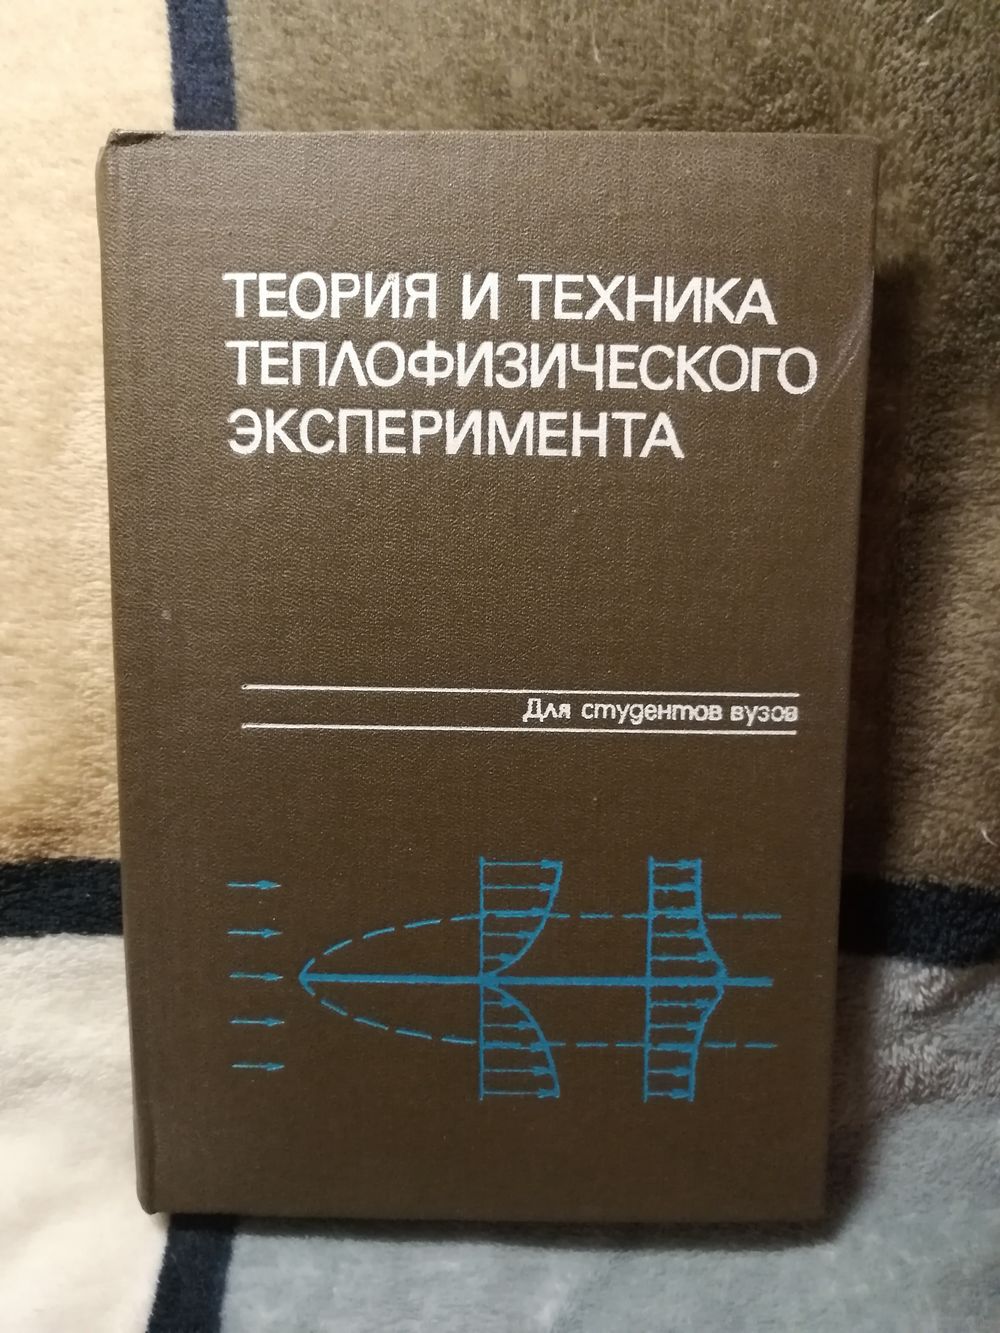 ТЕОРИЯ И ТЕХНИКА
ТЕПЛОФИЗИЧЕСКОГО
ЭКСПЕРИМЕНТА
Для студентов вузов